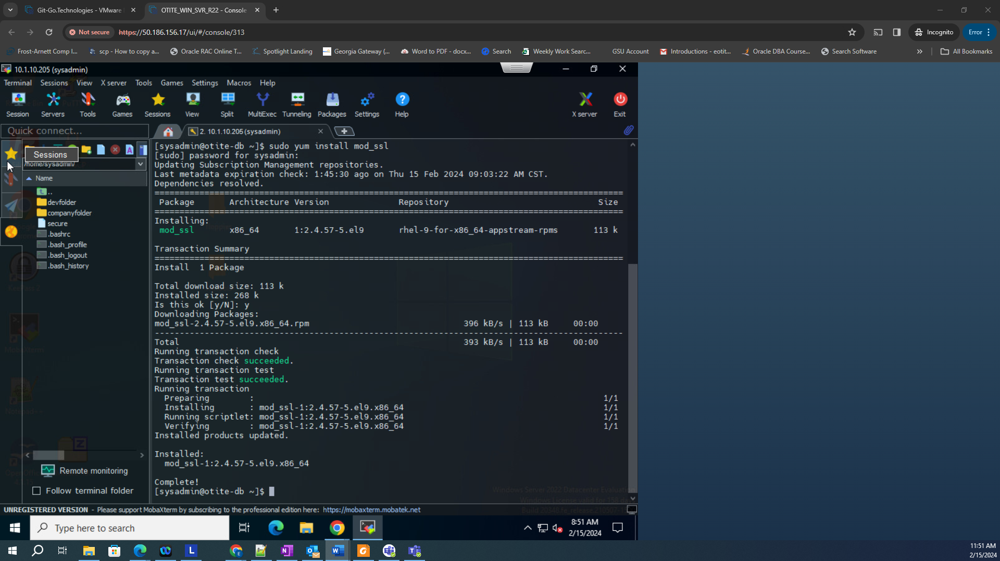 Git-Go.Technologies - VMware
OTITE_WIN_SVR_R22 - Console
Not secure
https://50.186.156.17/ui/#/console/313
Incognito
Error
Frost-Arnett Comp I...
scp - How to copy a...
Oracle RAC Online T...
Spotlight Landing
Georgia Gateway (...
Word to PDF - docx...
Search
Weekly Work Searc...
GSU Account
Introductions - eotit...
Oracle DBA Course...
Search Software
All Bookmarks
10.1.10.205 (sysadmin)
Terminal Sessions View X server Tools Games Settings Macros Help
Session Servers Tools Games Sessions View Split MultiExec Tunneling Packages Settings Help X server Exit
Quick connect...
2. 10.1.10.205 (sysadmin)
Sessions
/home/sysadmin/
Name
..
devfolder
companyfolder
secure
.bashrc
.bash_profile
.bash_logout
.bash_history
Remote monitoring
Follow terminal folder
[sysadmin@otite-db ~]$ sudo yum install mod_ssl
[sudo] password for sysadmin:
Updating Subscription Management repositories.
Last metadata expiration check: 1:45:30 ago on Thu 15 Feb 2024 09:03:22 AM CST.
Dependencies resolved.
Package Architecture Version Repository Size
Installing:
mod_ssl x86_64 1:2.4.57-5.el9 rhel-9-for-x86_64-appstream-rpms 113 k
Transaction Summary
Install 1 Package
Total download size: 113 k
Installed size: 268 k
Is this ok [y/N]: y
Downloading Packages:
mod_ssl-2.4.57-5.el9.x86_64.rpm 396 kB/s | 113 kB 00:00
Total 393 kB/s | 113 kB 00:00
Running transaction check
Transaction check succeeded.
Running transaction test
Transaction test succeeded.
Running transaction
Preparing : 1/1
Installing : mod_ssl-1:2.4.57-5.el9.x86_64 1/1
Running scriptlet: mod_ssl-1:2.4.57-5.el9.x86_64 1/1
Verifying : mod_ssl-1:2.4.57-5.el9.x86_64 1/1
Installed products updated.
Installed:
mod_ssl-1:2.4.57-5.el9.x86_64
Complete!
[sysadmin@otite-db ~]$
Windows Server 2022 Datacenter Evaluation
Windows License valid for 158 days
UNREGISTERED VERSION - Please support MobaXterm by subscribing to the professional edition here: https://mobaxterm.mobatek.net
Type here to search
8:51 AM
2/15/2024
11:51 AM
2/15/2024